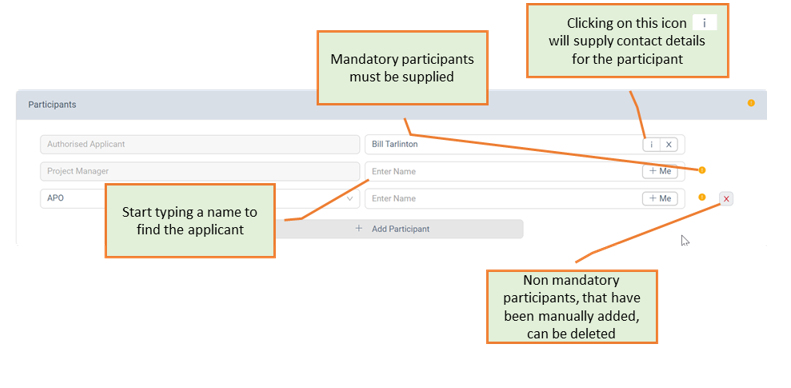 Clicking on this icon i
will supply contact details
for the participant
Mandatory participants
must be supplied
Participants
Authorised Applicant
Bill Tarlinton
i X
Project Manager
Enter Name
+ Me
APO
Enter Name
+ Me
X
Start typing a name to
find the applicant
+ Add Participant
Non mandatory
participants, that have
been manually added,
can be deleted